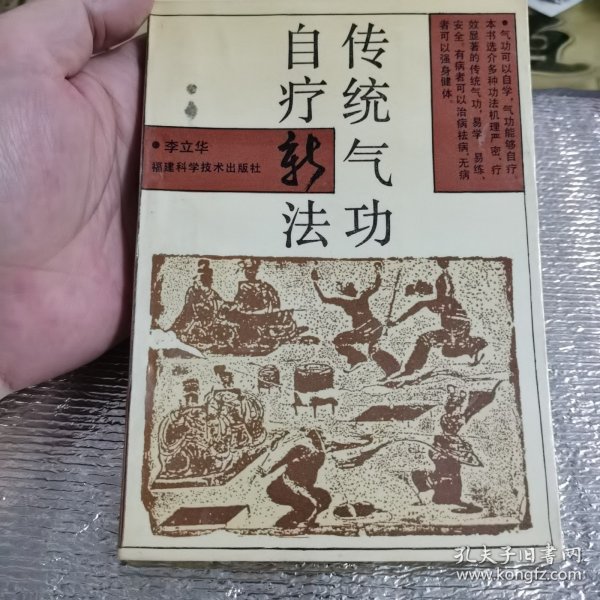 传统气功
自疗新法
●气功可以自学，气功能够自疗。
本书选介多种功法机理严密、疗
效显著的传统气功，易学、易练、
安全。有病者可以治病祛病，无病
者可以强身健体。
●李立华
福建科学技术出版社
孔夫子旧书网
www.kongfz.com